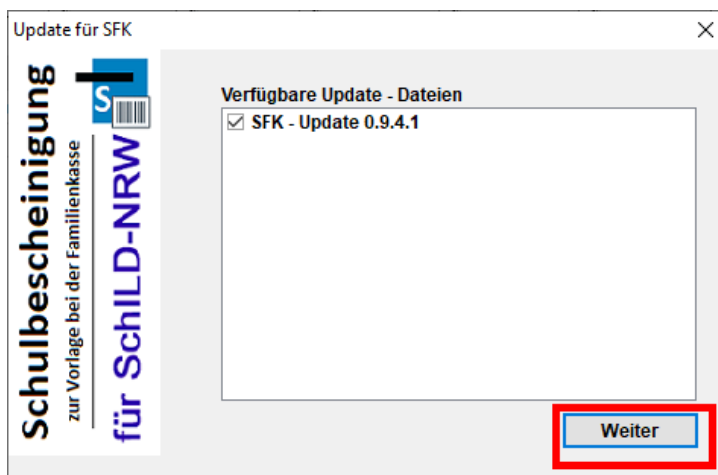 Update für SFK
Schulbescheinigung
zur Vorlage bei der Familienkasse
für SchILD-NRW
S
Verfügbare Update - Dateien
SFK - Update 0.9.4.1
Weiter